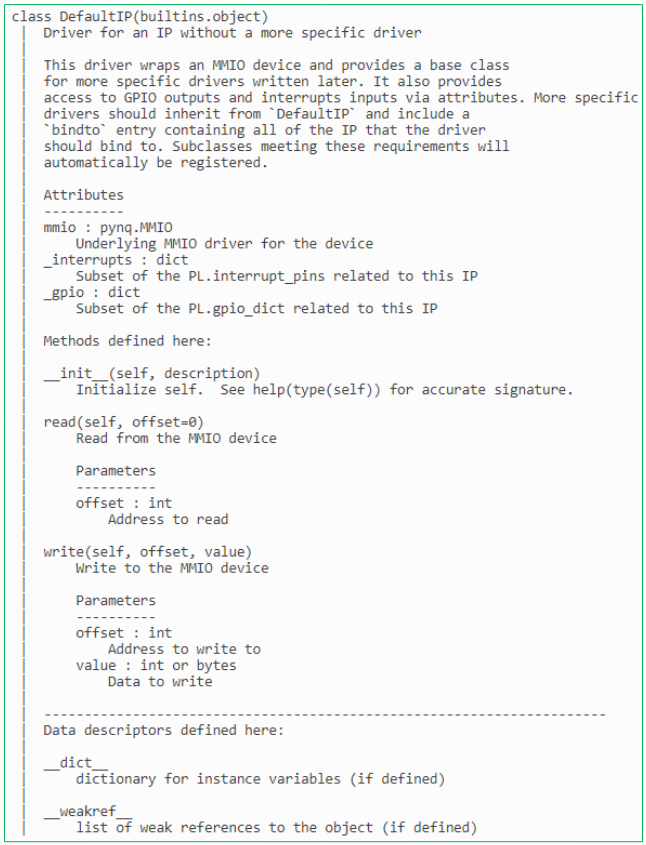 class DefaultIP(builtins.object)
 |  Driver for an IP without a more specific driver
 |
 |  This driver wraps an MMIO device and provides a base class
 |  for more specific drivers written later. It also provides
 |  access to GPIO outputs and interrupts inputs via attributes. More specific
 |  drivers should inherit from `DefaultIP` and include a
 |  `bindto` entry containing all of the IP that the driver
 |  should bind to. Subclasses meeting these requirements will
 |  automatically be registered.
 |
 |  Attributes
 |  ----------
 |  mmio : pynq.MMIO
 |      Underlying MMIO driver for the device
 |  _interrupts : dict
 |      Subset of the PL.interrupt_pins related to this IP
 |  _gpio : dict
 |      Subset of the PL.gpio_dict related to this IP
 |
 |  Methods defined here:
 |
 |  __init__(self, description)
 |      Initialize self.  See help(type(self)) for accurate signature.
 |
 |  read(self, offset=0)
 |      Read from the MMIO device
 |
 |      Parameters
 |      ----------
 |      offset : int
 |          Address to read
 |
 |  write(self, offset, value)
 |      Write to the MMIO device
 |
 |      Parameters
 |      ----------
 |      offset : int
 |          Address to write to
 |      value : int or bytes
 |          Data to write
 |
 |  ----------------------------------------------------------------------
 |  Data descriptors defined here:
 |
 |  __dict__
 |      dictionary for instance variables (if defined)
 |
 |  __weakref__
 |      list of weak references to the object (if defined)